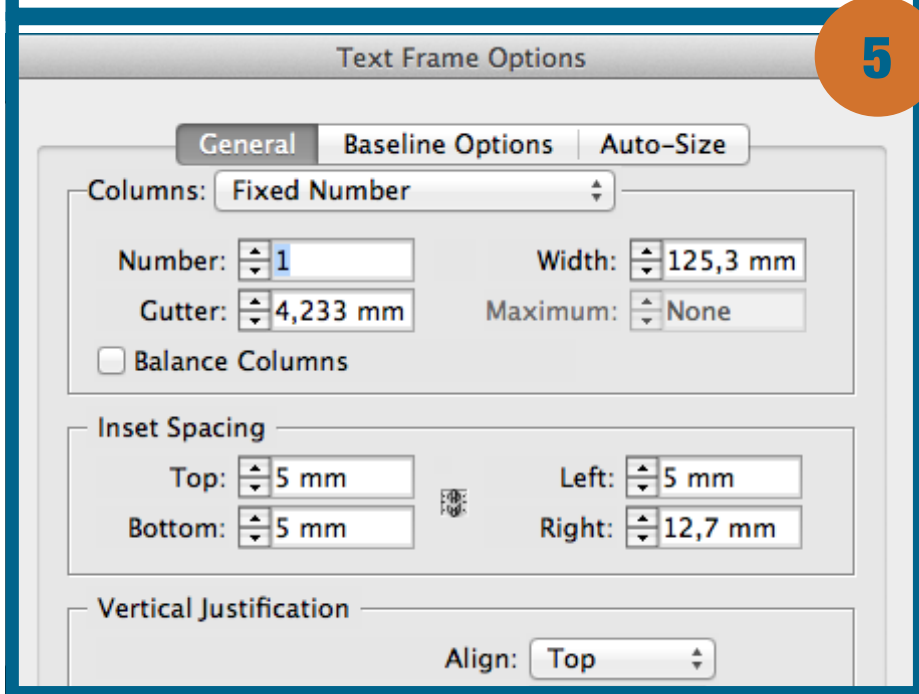 Text Frame Options
5
General Baseline Options Auto-Size
Columns: Fixed Number
Number: 1 Width: 125,3 mm
Gutter: 4,233 mm Maximum: None
Balance Columns
Inset Spacing
Top: 5 mm Left: 5 mm
Bottom: 5 mm Right: 12,7 mm
Vertical Justification
Align: Top